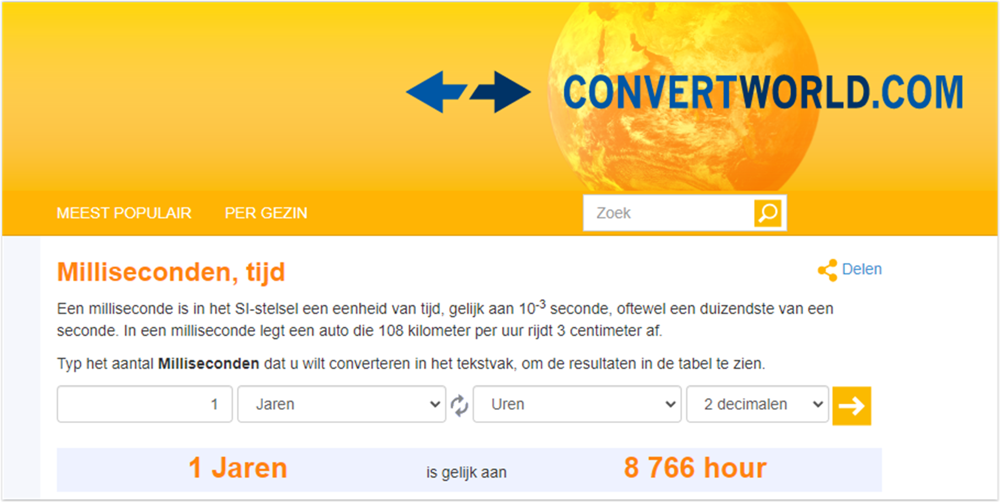 CONVERTWORLD.COM
MEEST POPULAIR PER GEZIN Zoek
Milliseconden, tijd
Delen
Een milliseconde is in het SI-stelsel een eenheid van tijd, gelijk aan 10⁻³ seconde, oftewel een duizendste van een
seconde. In een milliseconde legt een auto die 108 kilometer per uur rijdt 3 centimeter af.
Typ het aantal Milliseconden dat u wilt converteren in het tekstvak, om de resultaten in de tabel te zien.
1 Jaren Uren 2 decimalen
1 Jaren is gelijk aan 8 766 hour